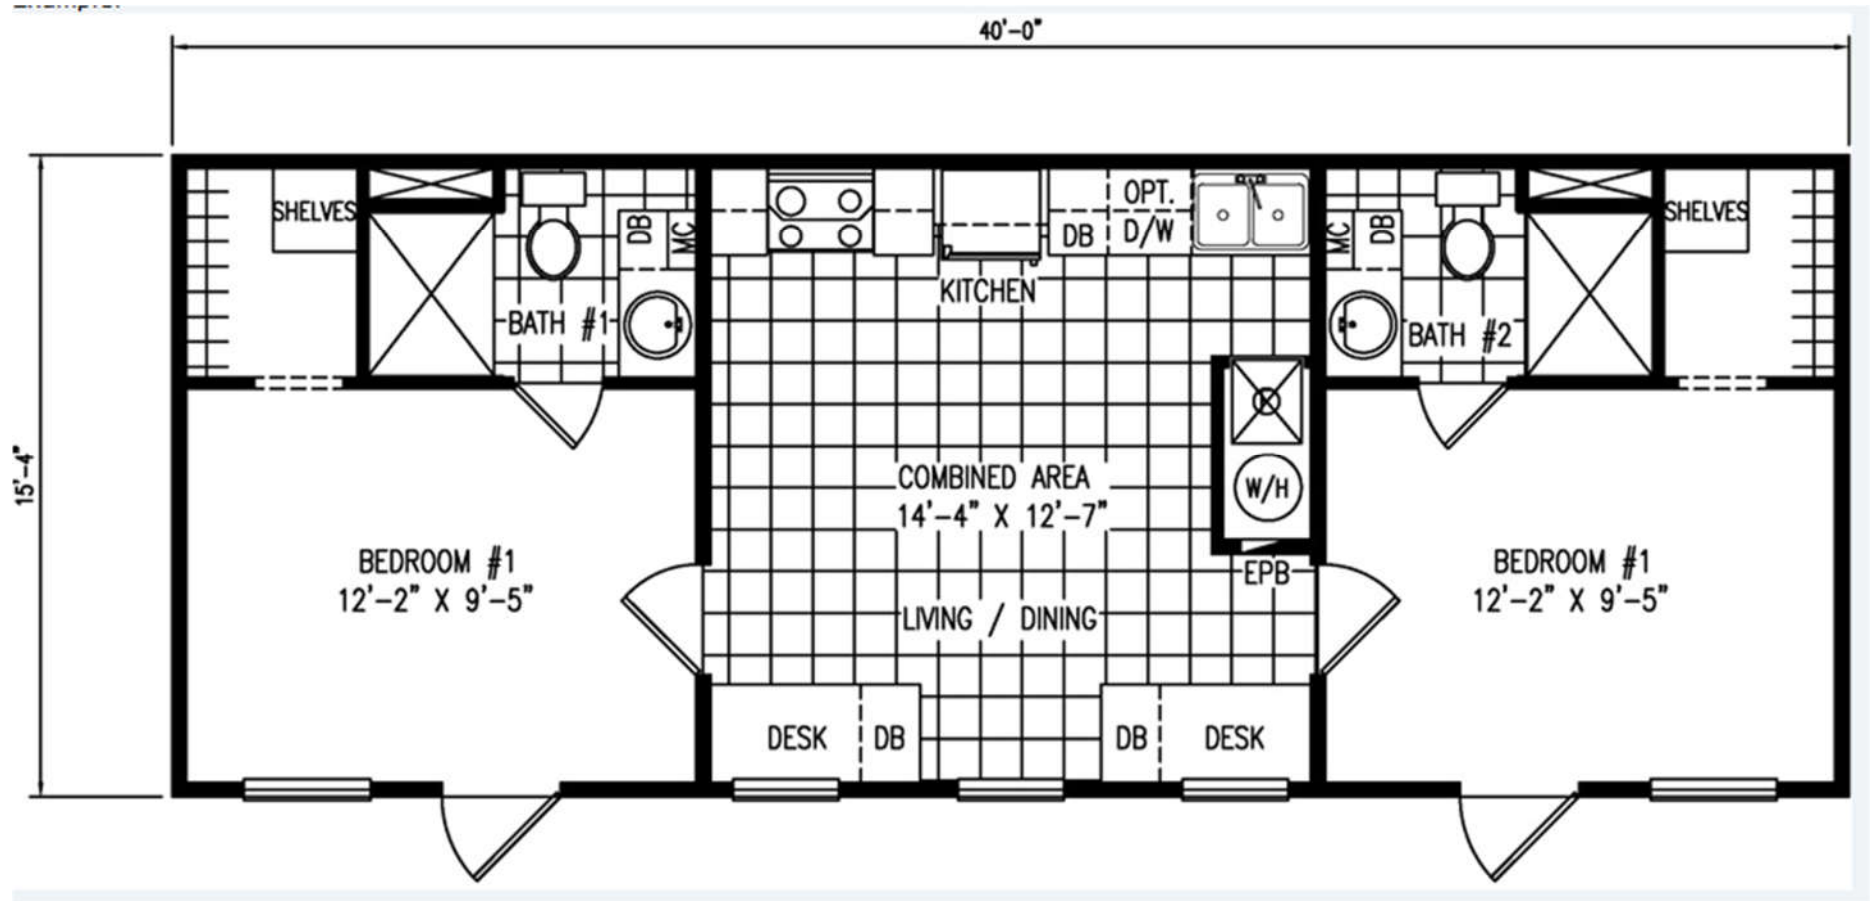 40'-0"
15'-4"
SHELVES
DB
MC
BATH #1
OPT.
D/W
DB
KITCHEN
MC
DB
BATH #2
SHELVES
COMBINED AREA
14'-4" X 12'-7"
W/H
EPB
BEDROOM #1
12'-2" X 9'-5"
LIVING / DINING
BEDROOM #1
12'-2" X 9'-5"
DESK
DB
DB
DESK